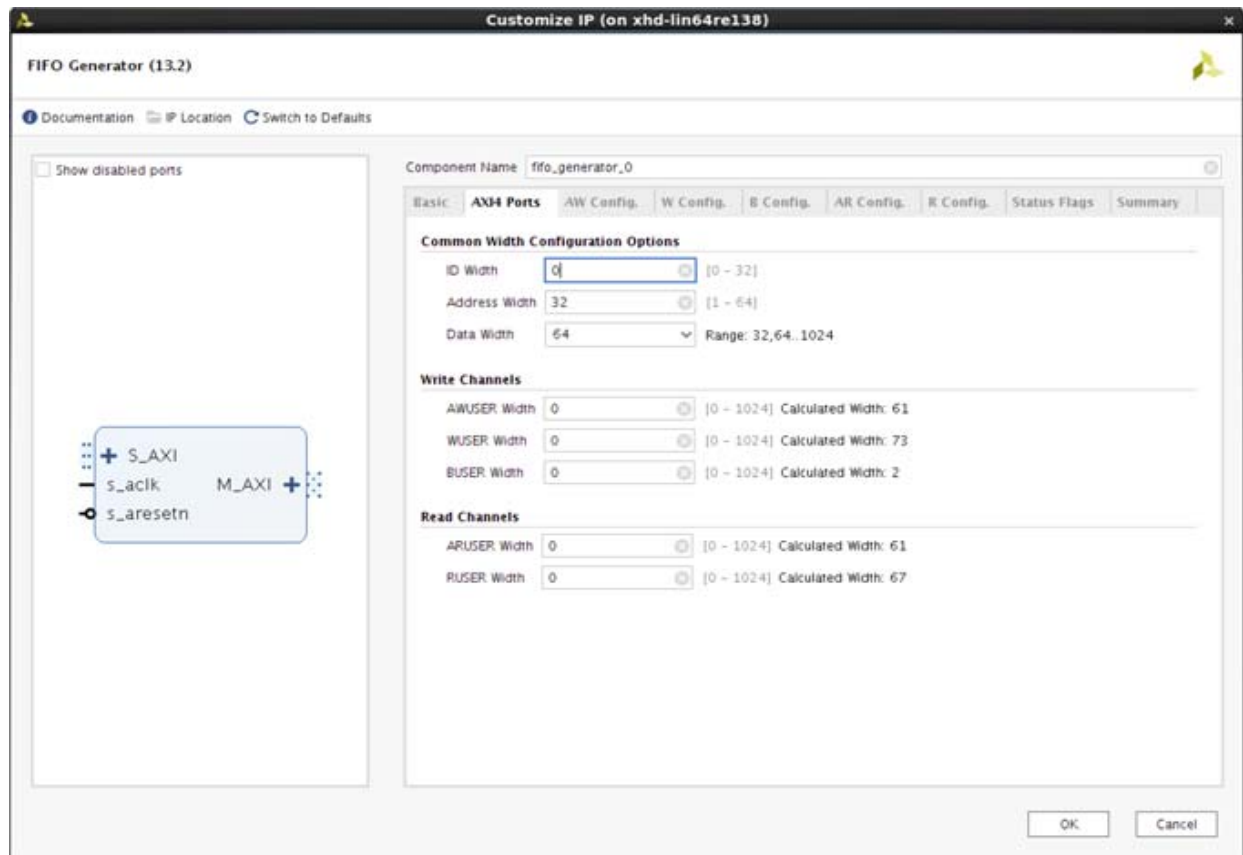 Customize IP (on xhd-lin64re138)
FIFO Generator (13.2)
Documentation IP Location Switch to Defaults
Show disabled ports
Component Name fifo_generator_0
Basic AXI4 Ports AW Config. W Config. B Config. AR Config. R Config. Status Flags Summary
Common Width Configuration Options
ID Width 0 [0 - 32]
Address Width 32 [1 - 64]
Data Width 64 Range: 32,64..1024
Write Channels
AWUSER Width 0 [0 - 1024] Calculated Width: 61
WUSER Width 0 [0 - 1024] Calculated Width: 73
BUSER Width 0 [0 - 1024] Calculated Width: 2
Read Channels
ARUSER Width 0 [0 - 1024] Calculated Width: 61
RUSER Width 0 [0 - 1024] Calculated Width: 67
S_AXI
s_aclk M_AXI
s_aresetn
OK Cancel